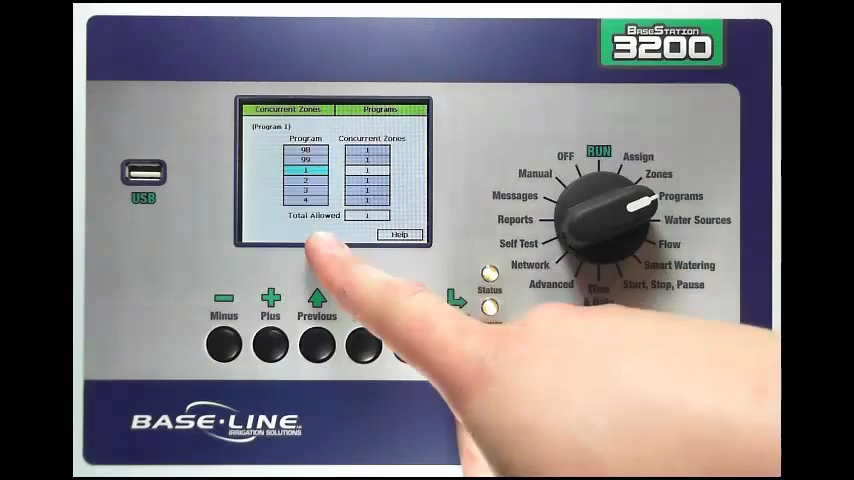 BASESTATION
3200
Concurrent Zones Programs
(Program 1)
Program Concurrent Zones
98 1
99 1
1 1
2 1
3 1
4 1
Total Allowed 1
Help
USB
OFF
RUN
Assign
Zones
Programs
Water Sources
Flow
Smart Watering
Start, Stop, Pause
Time
& Date
Advanced
Network
Self Test
Reports
Messages
Manual
Status
Minus
Plus
Previous
BASE·LINE
IRRIGATION SOLUTIONS